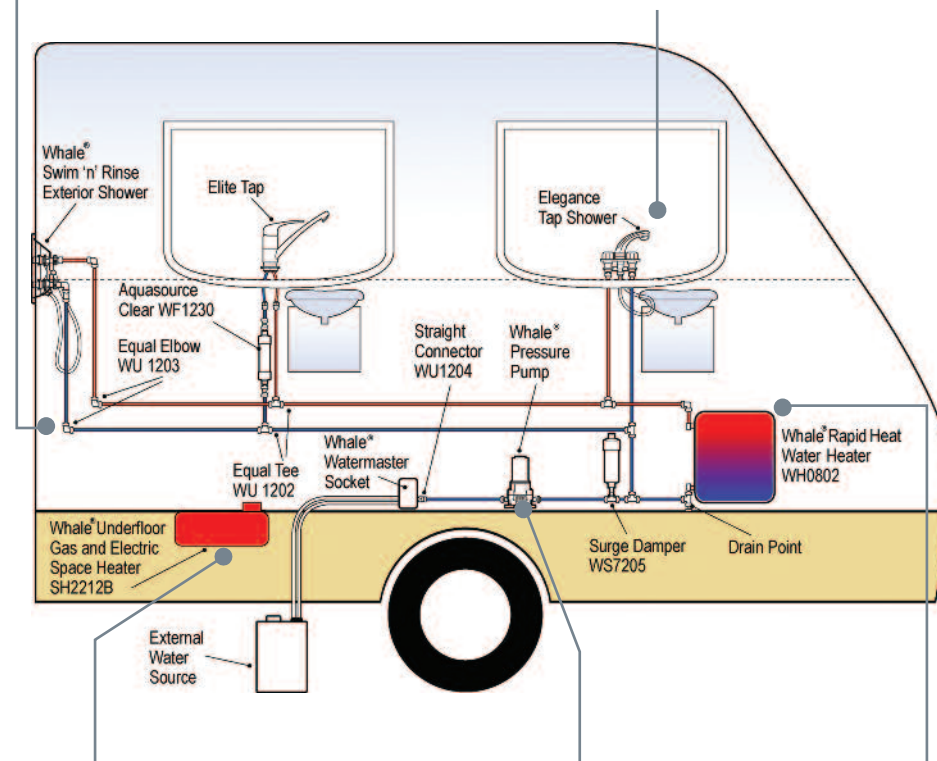 Whale®
Swim 'n' Rinse
Exterior Shower
Elite Tap
Elegance
Tap Shower
Aquasource
Clear WF1230
Equal Elbow
WU 1203
Straight
Connector
WU1204
Whale®
Pressure
Pump
Whale®
Watermaster
Socket
Equal Tee
WU 1202
Whale® Rapid Heat
Water Heater
WH0802
Whale® Underfloor
Gas and Electric
Space Heater
SH2212B
Surge Damper
WS7205
Drain Point
External
Water
Source